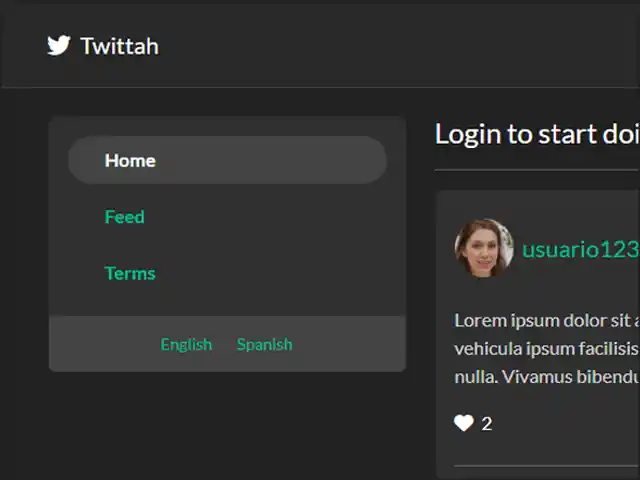 Twittah
Home
Feed
Terms
English Spanish
Login to start doi
usuario123
Lorem ipsum dolor sit a
vehicula ipsum facilisis
nulla. Vivamus bibendu
2